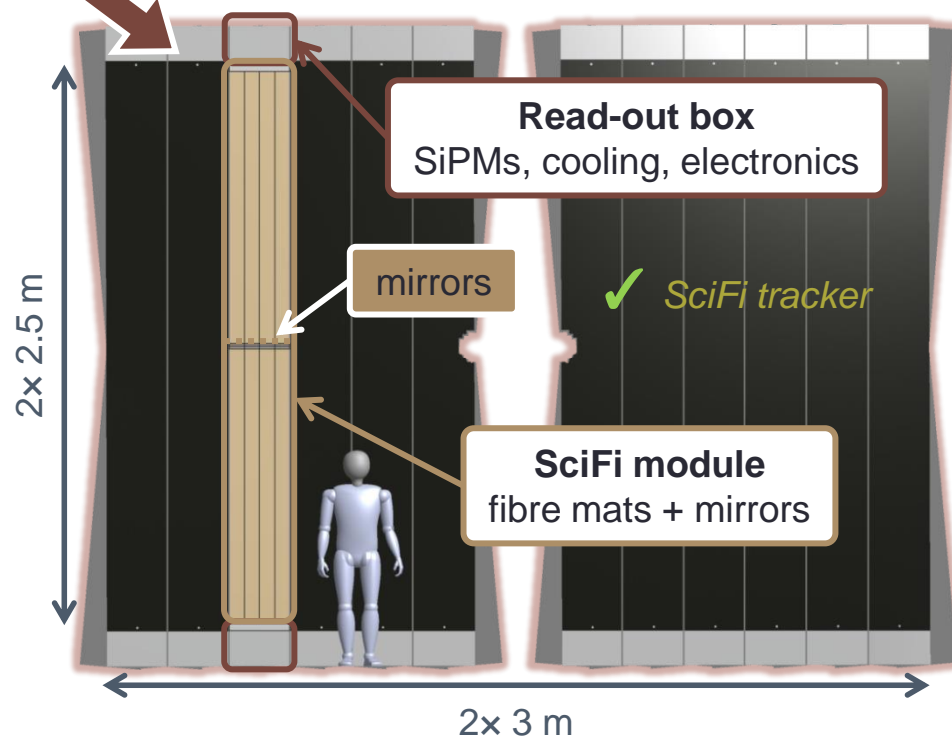 Read-out box
SiPMs, cooling, electronics
mirrors
✓ SciFi tracker
2× 2.5 m
SciFi module
fibre mats + mirrors
2× 3 m